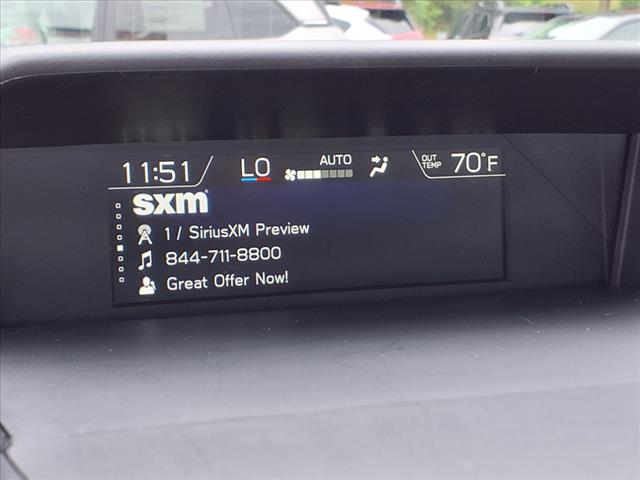 11:51 LO AUTO OUT TEMP 70°F
sxm
1 / SiriusXM Preview
844-711-8800
Great Offer Now!